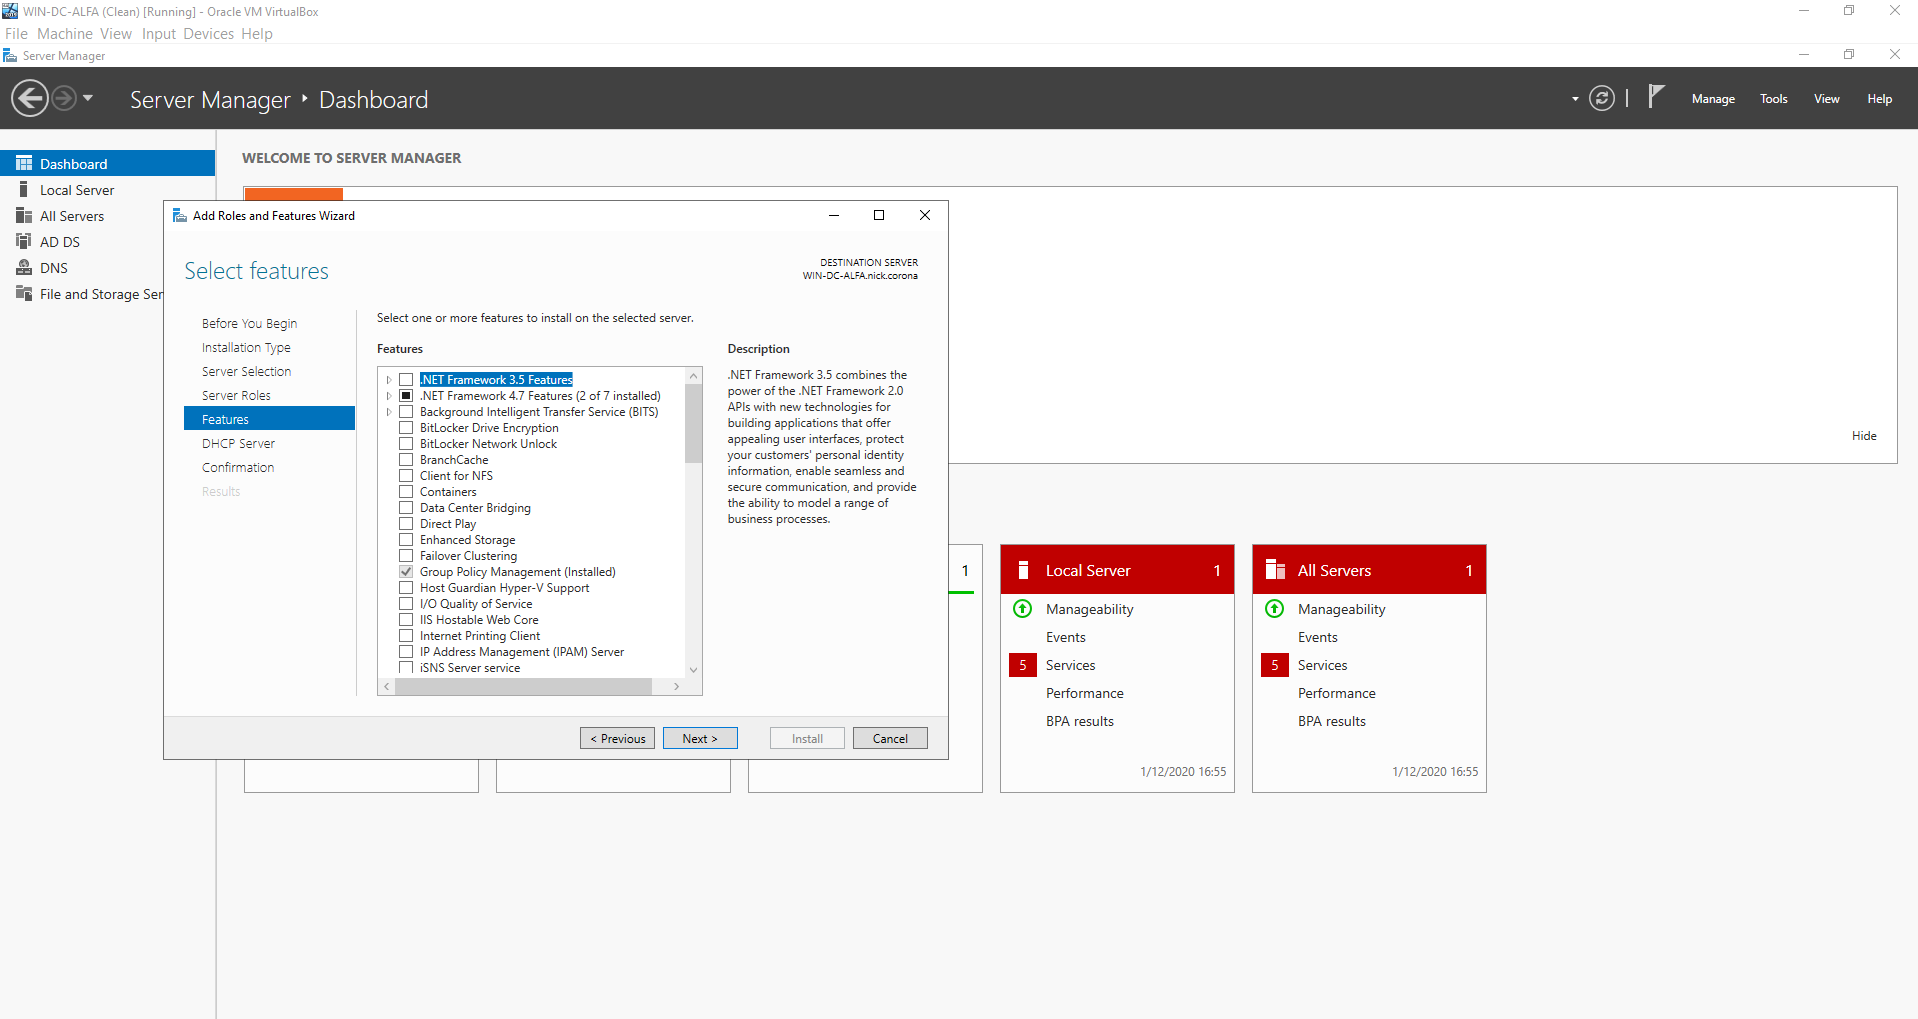 WIN-DC-ALFA (Clean) [Running] - Oracle VM VirtualBox
File Machine View Input Devices Help
Server Manager
Server Manager ‣ Dashboard
Manage Tools View Help
Dashboard
Local Server
All Servers
AD DS
DNS
File and Storage Ser
WELCOME TO SERVER MANAGER
Add Roles and Features Wizard
Select features
DESTINATION SERVER
WIN-DC-ALFA.nick.corona
Before You Begin
Installation Type
Server Selection
Server Roles
Features
DHCP Server
Confirmation
Results
Select one or more features to install on the selected server.
Features
.NET Framework 3.5 Features
.NET Framework 4.7 Features (2 of 7 installed)
Background Intelligent Transfer Service (BITS)
BitLocker Drive Encryption
BitLocker Network Unlock
BranchCache
Client for NFS
Containers
Data Center Bridging
Direct Play
Enhanced Storage
Failover Clustering
Group Policy Management (Installed)
Host Guardian Hyper-V Support
I/O Quality of Service
IIS Hostable Web Core
Internet Printing Client
IP Address Management (IPAM) Server
iSNS Server service
Description
.NET Framework 3.5 combines the
power of the .NET Framework 2.0
APIs with new technologies for
building applications that offer
appealing user interfaces, protect
your customers' personal identity
information, enable seamless and
secure communication, and provide
the ability to model a range of
business processes.
< Previous
Next >
Install
Cancel
Hide
1
Local Server 1
Manageability
Events
5 Services
Performance
BPA results
1/12/2020 16:55
All Servers 1
Manageability
Events
5 Services
Performance
BPA results
1/12/2020 16:55